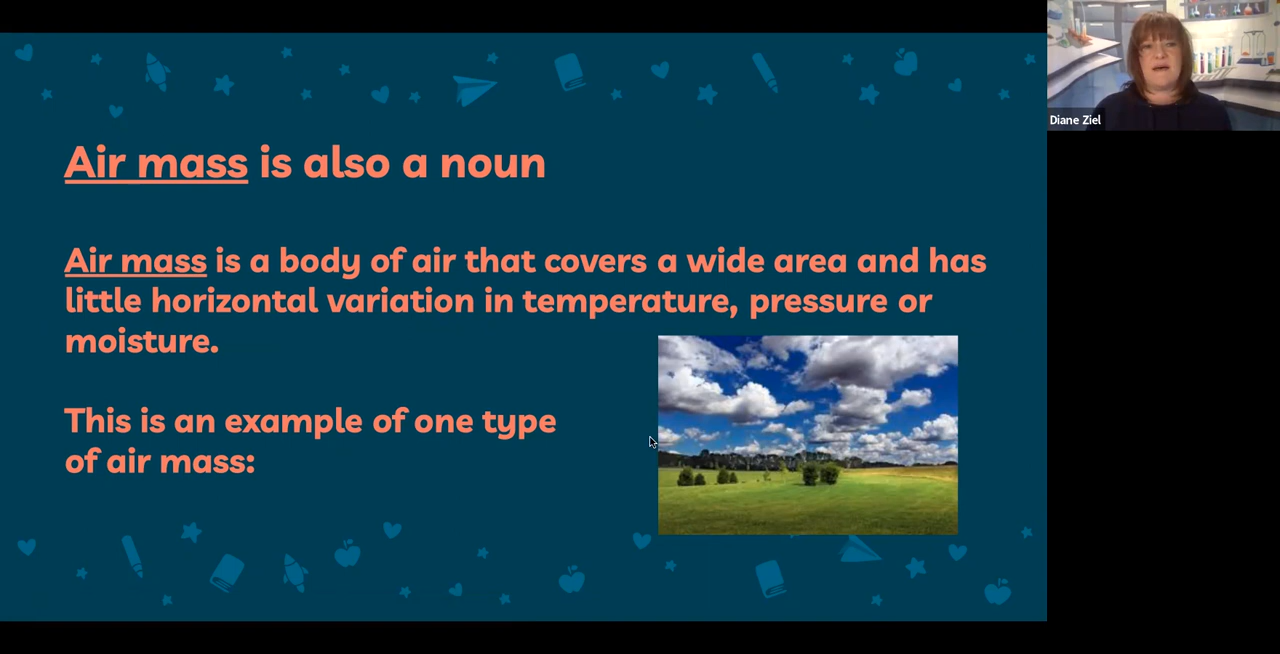 Air mass is also a noun
Air mass is a body of air that covers a wide area and has
little horizontal variation in temperature, pressure or
moisture.
This is an example of one type
of air mass:
Diane Ziel